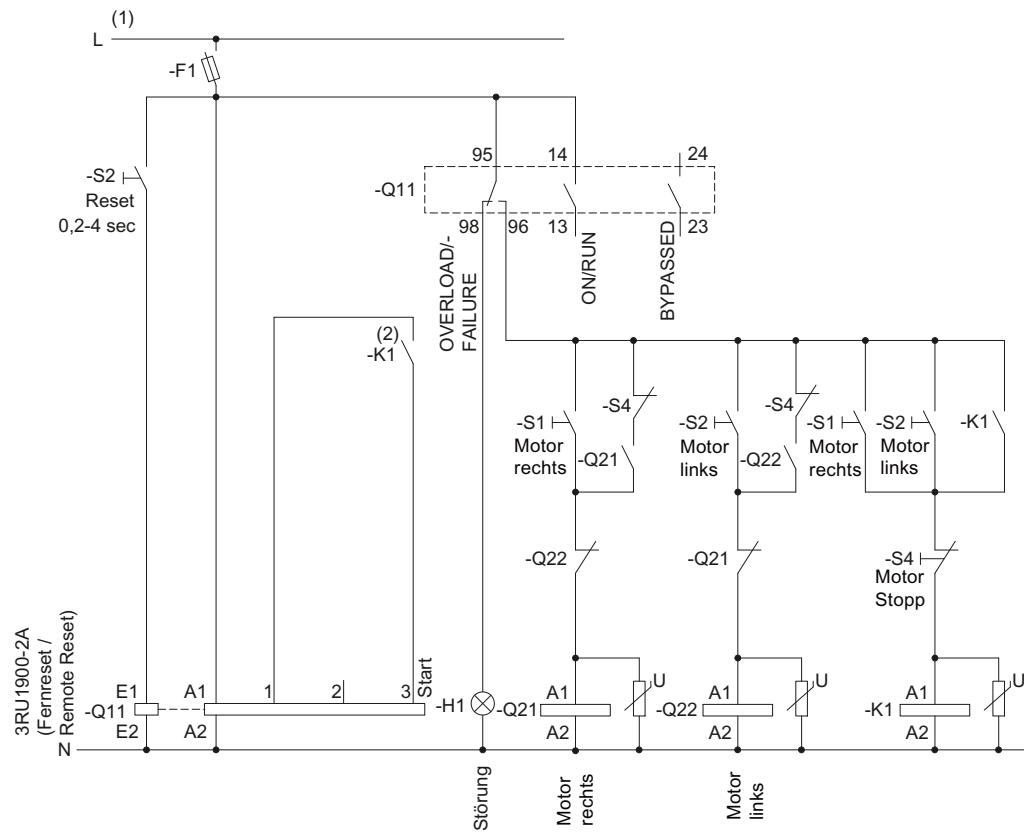 (1)
L
-F1
95
14
24
-S2
-Q11
Reset
0,2-4 sec
98
96
13
23
OVERLOAD/-
FAILURE
ON/RUN
BYPASSED
(2)
-K1
-S4
-S4
-S1
Motor
rechts
-Q21
-S2
Motor
links
-Q22
-S1
Motor
rechts
-S2
Motor
links
-K1
-Q22
-Q21
-S4
Motor
Stopp
3RU1900-2A
(Fernreset /
Remote Reset)
E1
A1
1
2
3
Start
A1
U
A1
U
A1
U
-Q11
-H1
-Q21
-Q22
-K1
E2
A2
A2
A2
A2
N
Störung
Motor
rechts
Motor
links